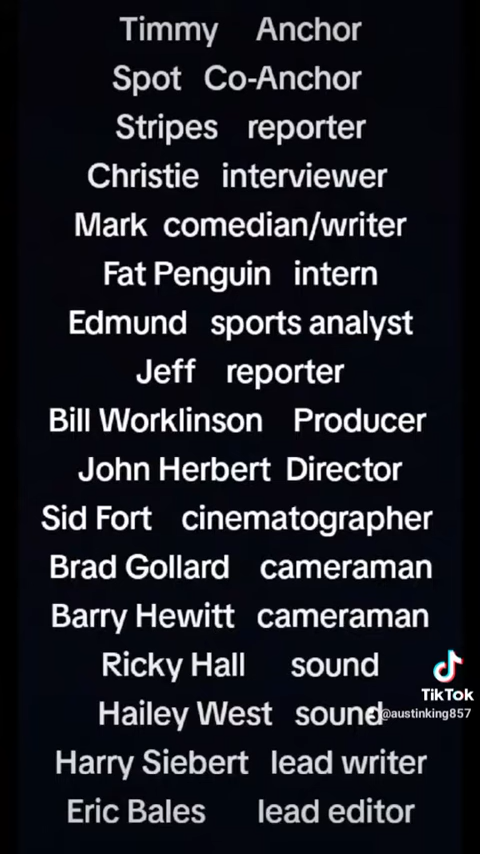 Timmy Anchor
Spot Co-Anchor
Stripes reporter
Christie interviewer
Mark comedian/writer
Fat Penguin intern
Edmund sports analyst
Jeff reporter
Bill Worklinson Producer
John Herbert Director
Sid Fort cinematographer
Brad Gollard cameraman
Barry Hewitt cameraman
Ricky Hall sound
TikTok
Hailey West sound
@austinking857
Harry Siebert lead writer
Eric Bales lead editor